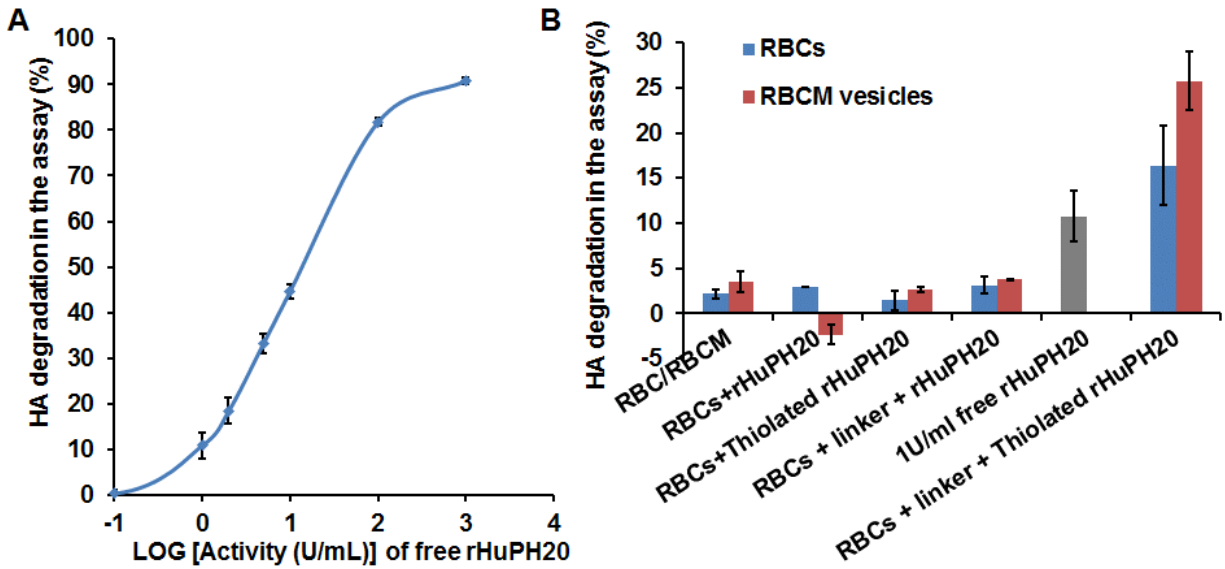 A
HA degradation in the assay (%)
100
90
80
70
60
50
40
30
20
10
0
-1
0
1
2
3
4
LOG [Activity (U/mL)] of free rHuPH20
B
HA degradation in the assay (%)
30
25
20
15
10
5
0
-5
RBCs
RBCM vesicles
RBC/RBCM
RBCs+rHuPH20
RBCs+Thiolated rHuPH20
RBCs + linker + rHuPH20
1U/ml free rHuPH20
RBCs + linker + Thiolated rHuPH20